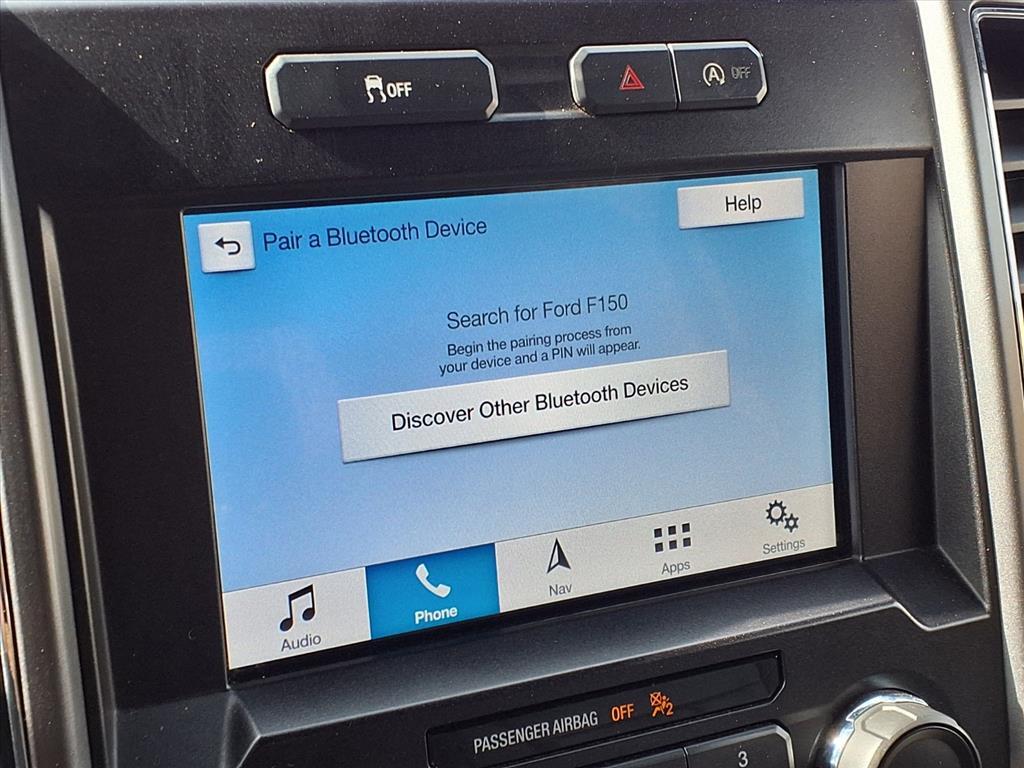 OFF
A OFF
Pair a Bluetooth Device
Help
Search for Ford F150
Begin the pairing process from
your device and a PIN will appear.
Discover Other Bluetooth Devices
Audio
Phone
Nav
Apps
Settings
PASSENGER AIRBAG OFF 2
3